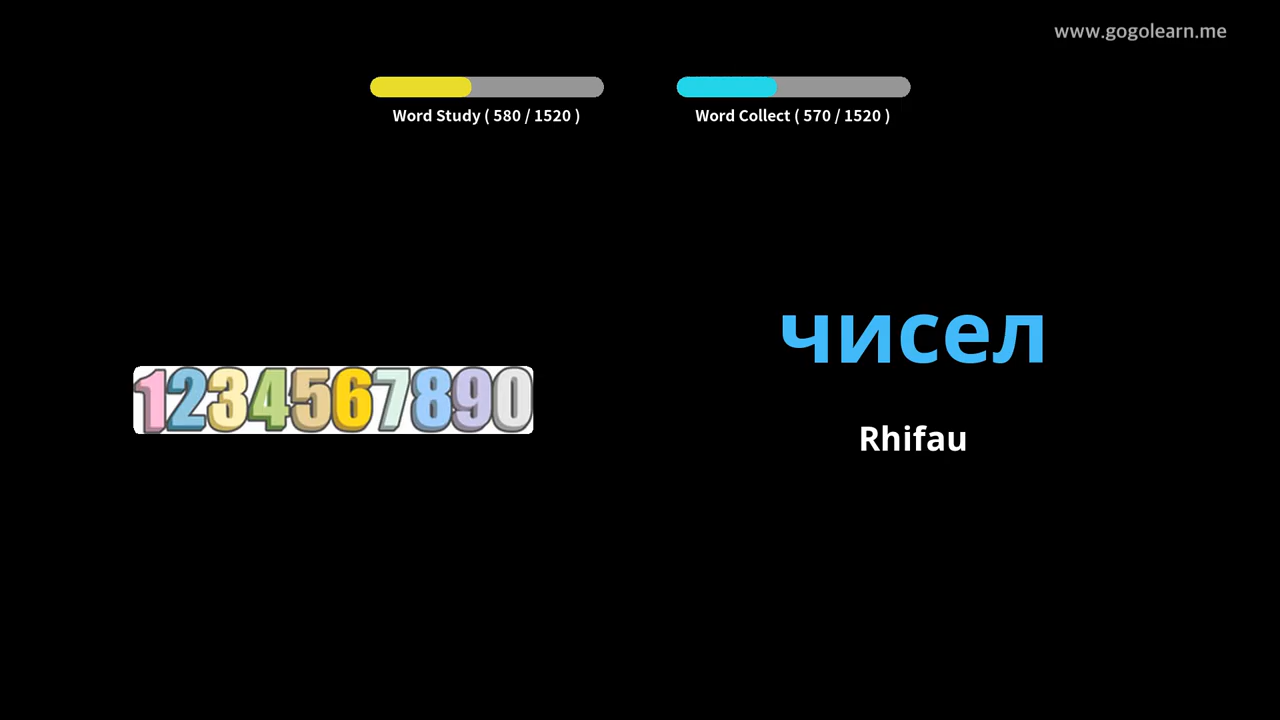 www.gogolearn.me
Word Study ( 580 / 1520 )
Word Collect ( 570 / 1520 )
чисел
1234567890
Rhifau